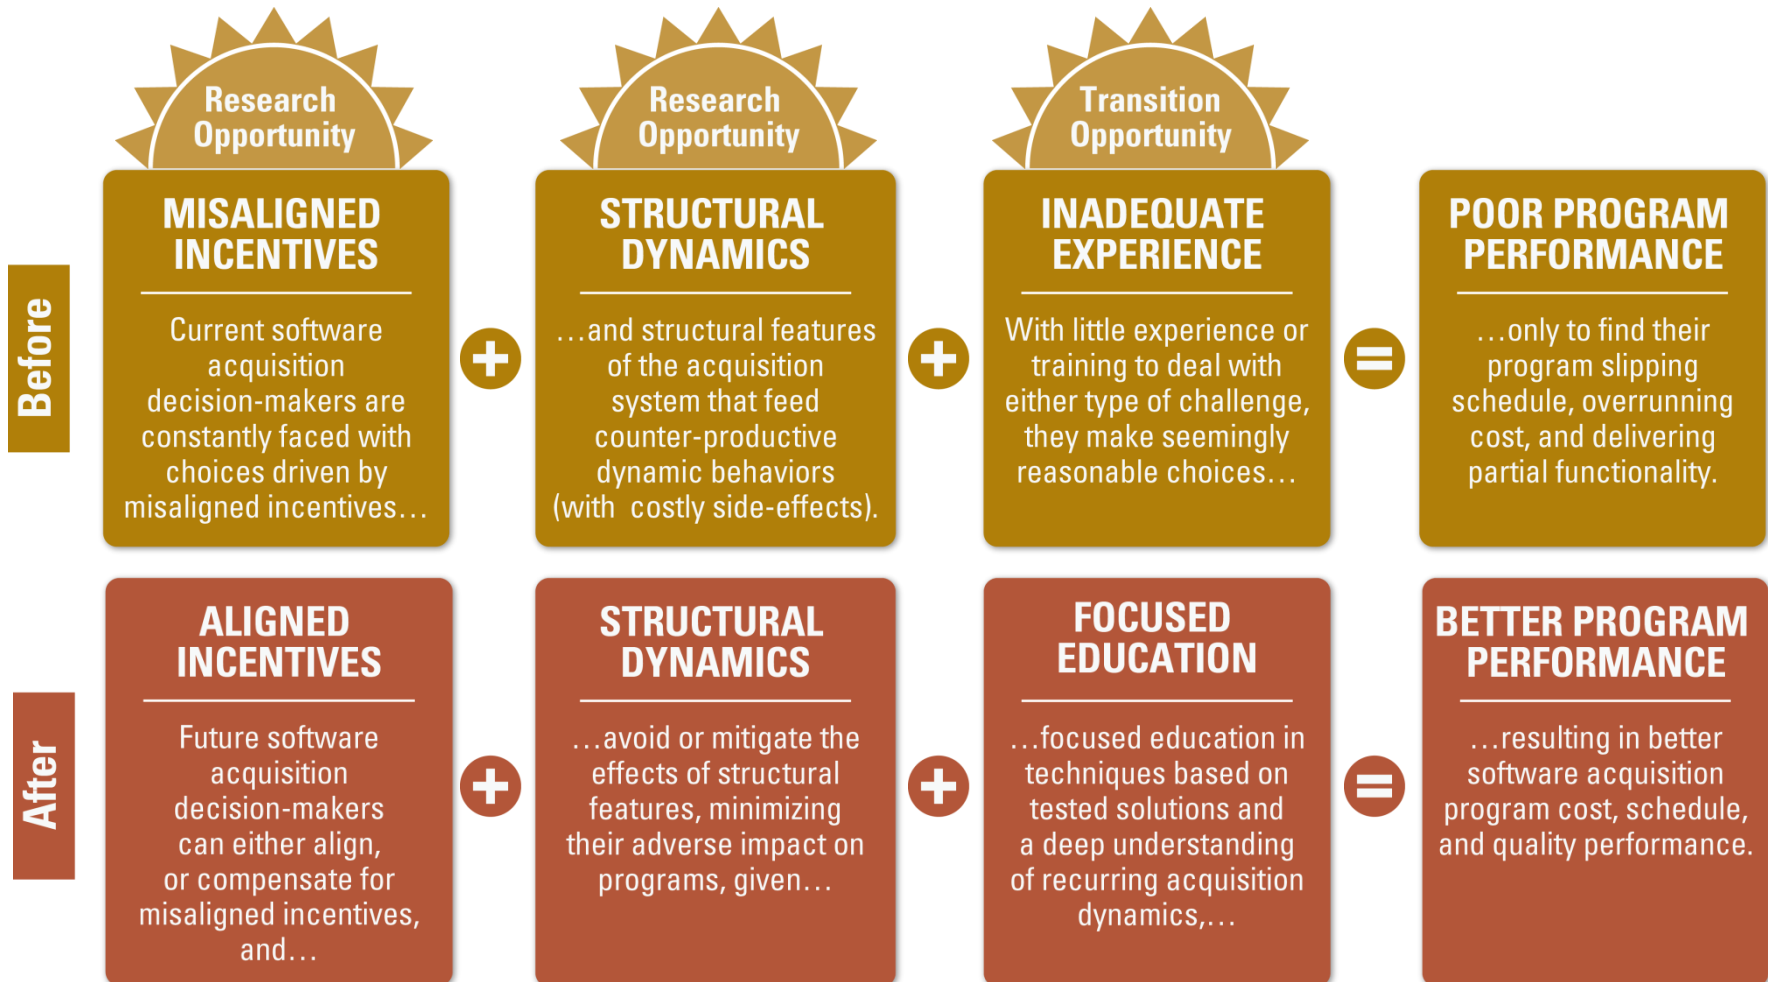 Research
Opportunity
Research
Opportunity
Transition
Opportunity
Before
MISALIGNED
INCENTIVES
Current software
acquisition
decision-makers are
constantly faced with
choices driven by
misaligned incentives…
+
STRUCTURAL
DYNAMICS
…and structural features
of the acquisition
system that feed
counter-productive
dynamic behaviors
(with costly side-effects).
+
INADEQUATE
EXPERIENCE
With little experience or
training to deal with
either type of challenge,
they make seemingly
reasonable choices…
=
POOR PROGRAM
PERFORMANCE
…only to find their
program slipping
schedule, overrunning
cost, and delivering
partial functionality.
After
ALIGNED
INCENTIVES
Future software
acquisition
decision-makers
can either align,
or compensate for
misaligned incentives,
and…
+
STRUCTURAL
DYNAMICS
…avoid or mitigate the
effects of structural
features, minimizing
their adverse impact on
programs, given…
+
FOCUSED
EDUCATION
…focused education in
techniques based on
tested solutions and
a deep understanding
of recurring acquisition
dynamics,…
=
BETTER PROGRAM
PERFORMANCE
…resulting in better
software acquisition
program cost, schedule,
and quality performance.